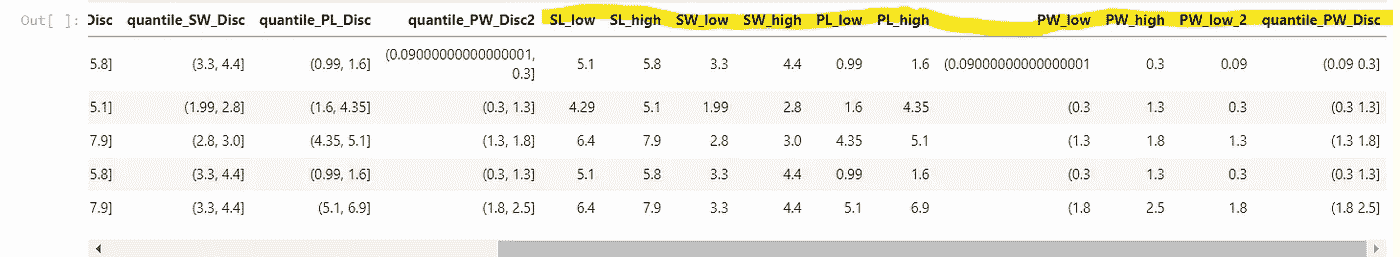 Out[ ]: Disc quantile_SW_Disc quantile_PL_Disc quantile_PW_Disc2 SL_low SL_high SW_low SW_high PL_low PL_high PW_low PW_high PW_low_2 quantile_PW_Disc
5.8] (3.3, 4.4] (0.99, 1.6] (0.09000000000000001, 0.3] 5.1 5.8 3.3 4.4 0.99 1.6 (0.09000000000000001 0.3 0.09 (0.09 0.3]
5.1] (1.99, 2.8] (1.6, 4.35] (0.3, 1.3] 4.29 5.1 1.99 2.8 1.6 4.35 (0.3 1.3 0.3 (0.3 1.3]
7.9] (2.8, 3.0] (4.35, 5.1] (1.3, 1.8] 6.4 7.9 2.8 3.0 4.35 5.1 (1.3 1.8 1.3 (1.3 1.8]
5.8] (3.3, 4.4] (0.99, 1.6] (0.3, 1.3] 5.1 5.8 3.3 4.4 0.99 1.6 (0.3 1.3 0.3 (0.3 1.3]
7.9] (3.3, 4.4] (5.1, 6.9] (1.8, 2.5] 6.4 7.9 3.3 4.4 5.1 6.9 (1.8 2.5 1.8 (1.8 2.5]